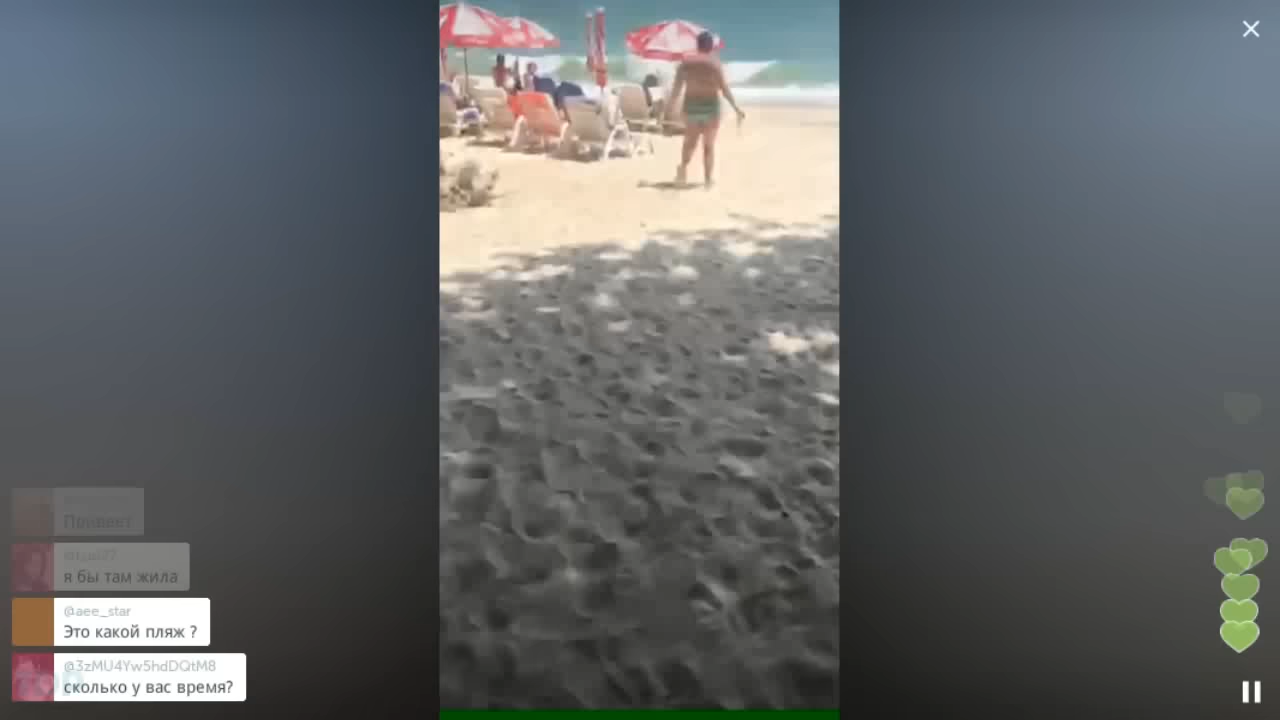 Привеет
я бы там жила
@aee_star
Это какой пляж ?
@3zMU4Yw5hdDQtM8
сколько у вас время?